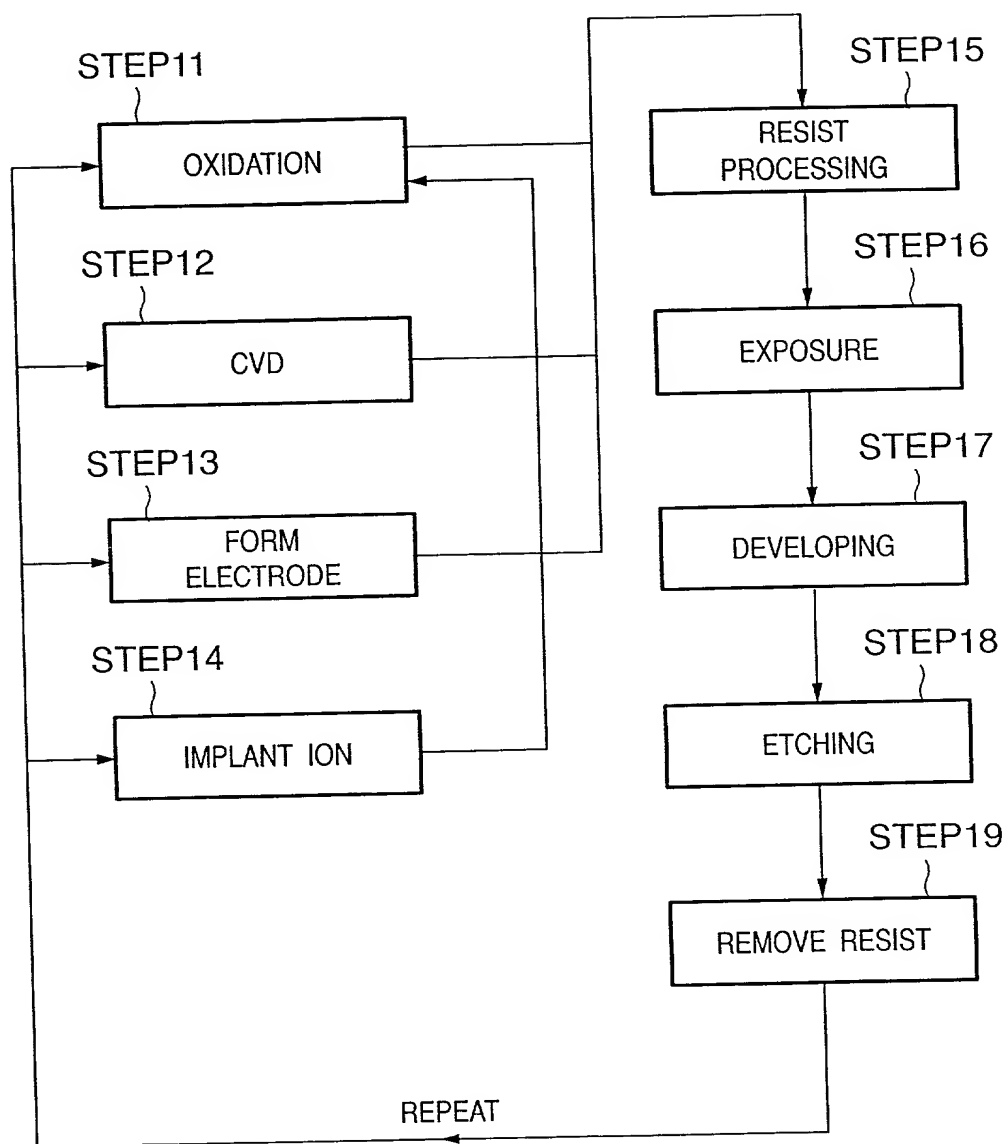 STEP11
OXIDATION
STEP12
CVD
STEP13
FORM
ELECTRODE
STEP14
IMPLANT ION
STEP15
RESIST
PROCESSING
STEP16
EXPOSURE
STEP17
DEVELOPING
STEP18
ETCHING
STEP19
REMOVE RESIST
REPEAT